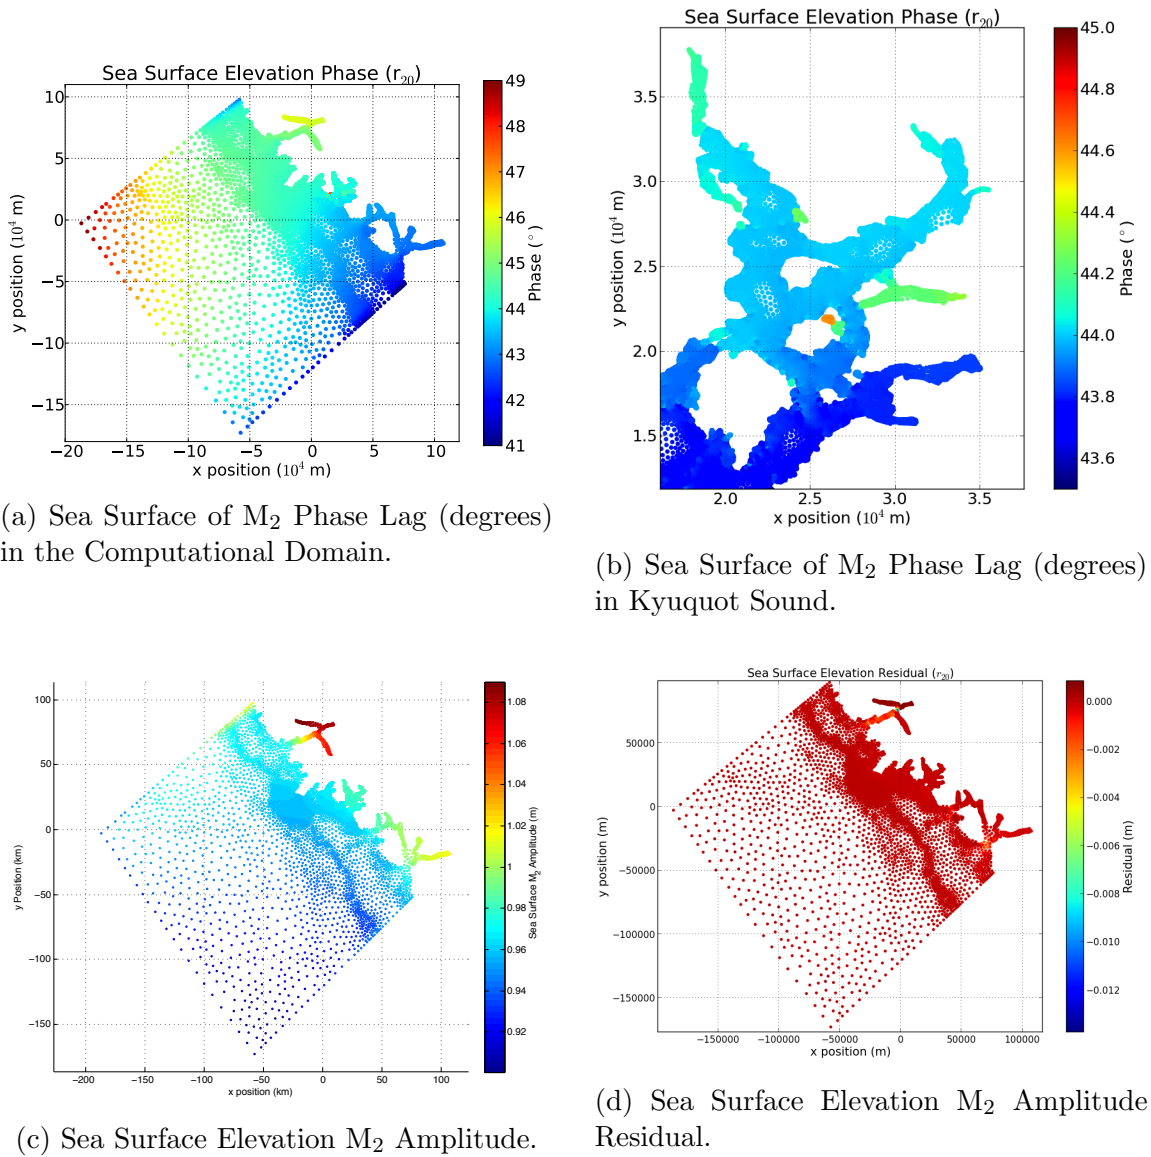 Sea Surface Elevation Phase (r20)
10
5
0
−5
−10
−15
y position (10^4 m)
−20 −15 −10 −5 0 5 10
x position (10^4 m)
49
48
47
46
45
44
43
42
41
Phase (°)
(a) Sea Surface of M2 Phase Lag (degrees)
in the Computational Domain.
Sea Surface Elevation Phase (r20)
3.5
3.0
2.5
2.0
1.5
y position (10^4 m)
2.0 2.5 3.0 3.5
x position (10^4 m)
45.0
44.8
44.6
44.4
44.2
44.0
43.8
43.6
Phase (°)
(b) Sea Surface of M2 Phase Lag (degrees)
in Kyuquot Sound.
100
50
0
−50
−100
−150
y Position (km)
−200 −150 −100 −50 0 50 100
x position (km)
1.08
1.06
1.04
1.02
1
0.98
0.96
0.94
0.92
Sea Surface M2 Amplitude (m)
(c) Sea Surface Elevation M2 Amplitude.
Sea Surface Elevation Residual (r20)
50000
0
−50000
−100000
−150000
y position (m)
−150000 −100000 −50000 0 50000 100000
x position (m)
0.000
−0.002
−0.004
−0.006
−0.008
−0.010
−0.012
Residual (m)
(d) Sea Surface Elevation M2 Amplitude
Residual.